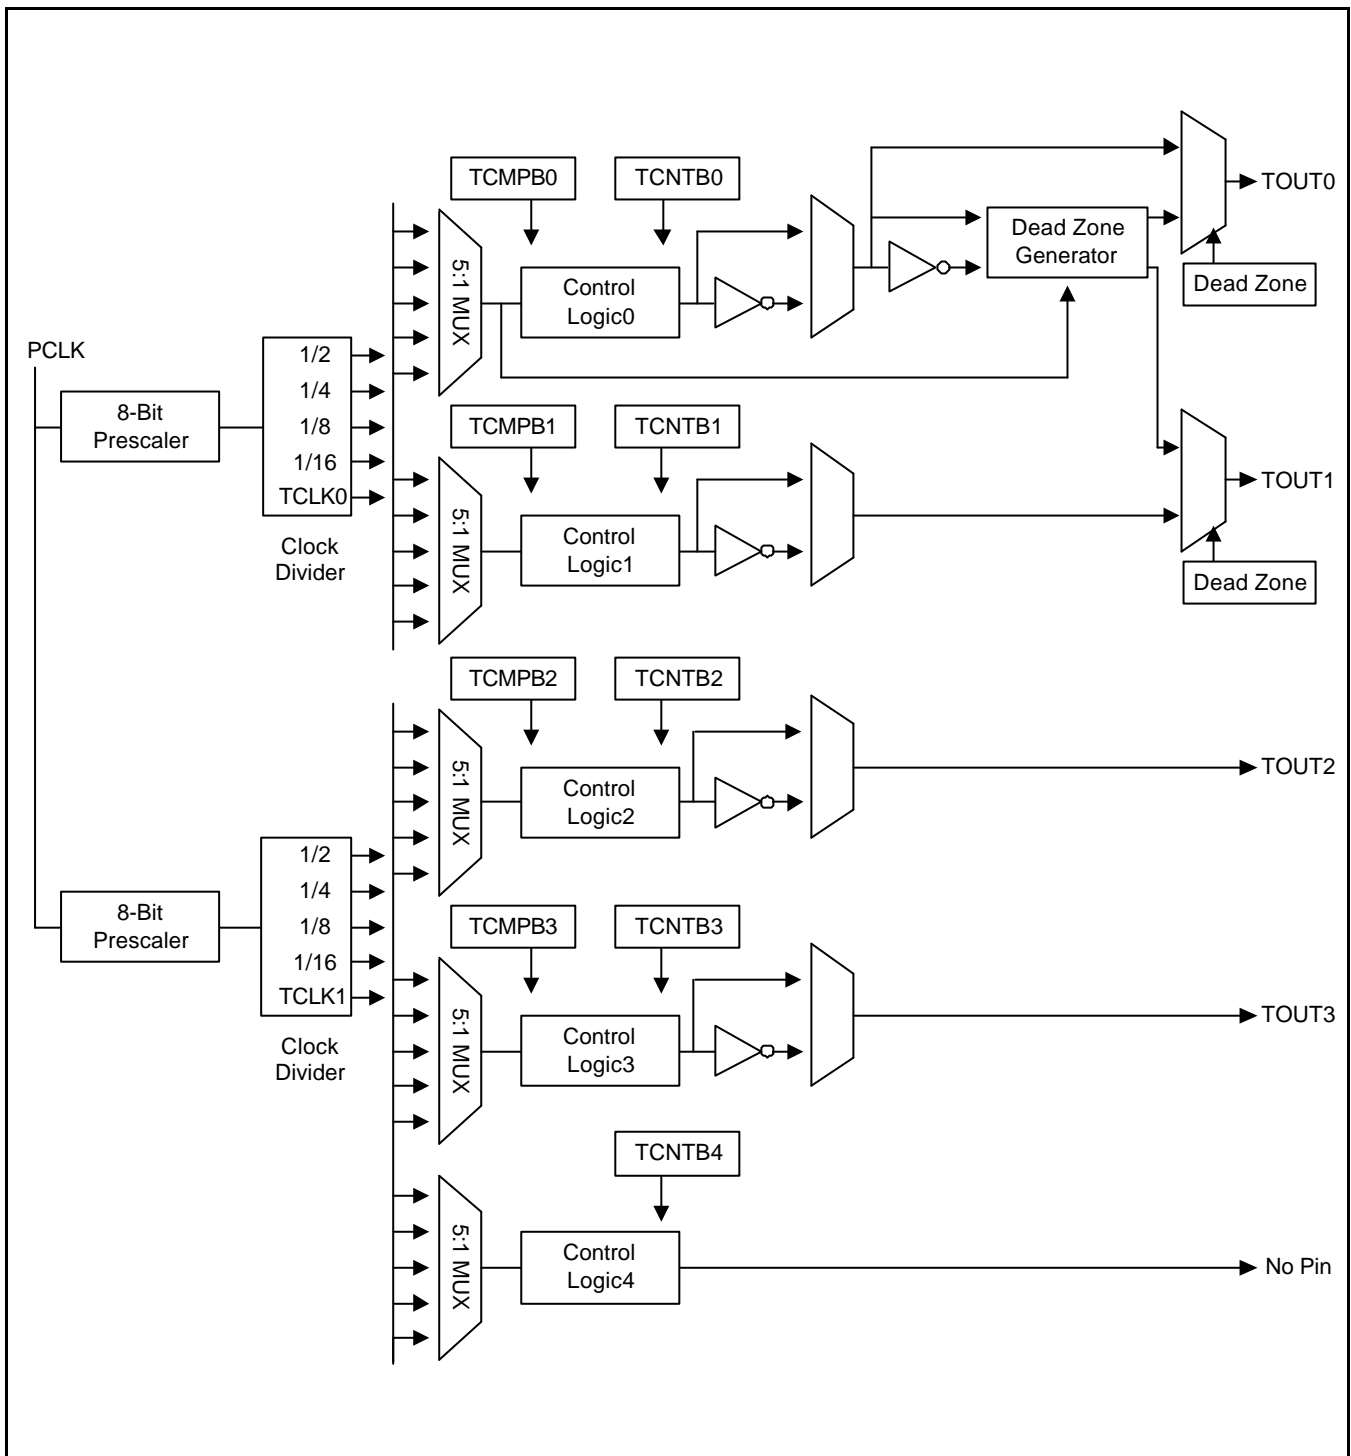 TCMPB0
TCNTB0
TOUT0
Dead Zone
Generator
5:1 MUX
Control
Logic0
Dead Zone
PCLK
1/2
1/4
1/8
1/16
TCLK0
8-Bit
Prescaler
Clock
Divider
TCMPB1
TCNTB1
TOUT1
5:1 MUX
Control
Logic1
Dead Zone
TCMPB2
TCNTB2
5:1 MUX
Control
Logic2
TOUT2
1/2
1/4
1/8
1/16
TCLK1
8-Bit
Prescaler
Clock
Divider
TCMPB3
TCNTB3
5:1 MUX
Control
Logic3
TOUT3
TCNTB4
5:1 MUX
Control
Logic4
No Pin